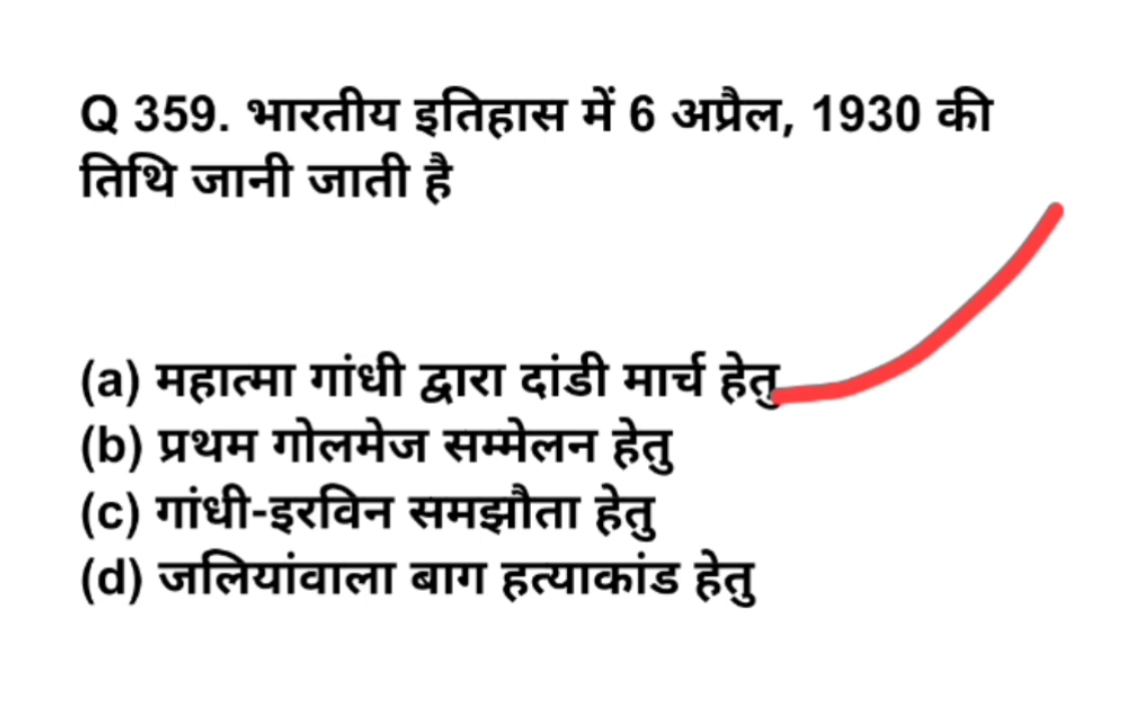 Q 359. भारतीय इतिहास में 6 अप्रैल, 1930 की
तिथि जानी जाती है
(a) महात्मा गांधी द्वारा दांडी मार्च हेतु
(b) प्रथम गोलमेज सम्मेलन हेतु
(c) गांधी-इरविन समझौता हेतु
(d) जलियांवाला बाग हत्याकांड हेतु